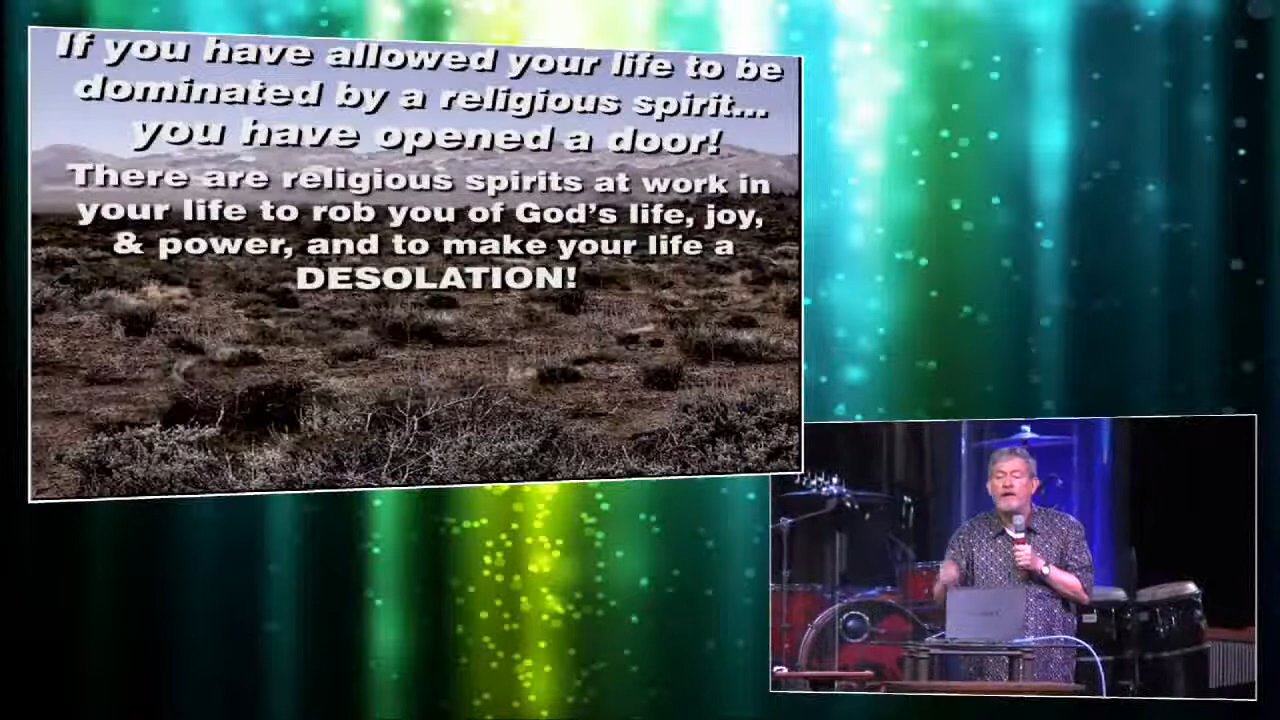 If you have allowed your life to be
dominated by a religious spirit...
you have opened a door!
There are religious spirits at work in
your life to rob you of God's life, joy,
& power, and to make your life a
DESOLATION!